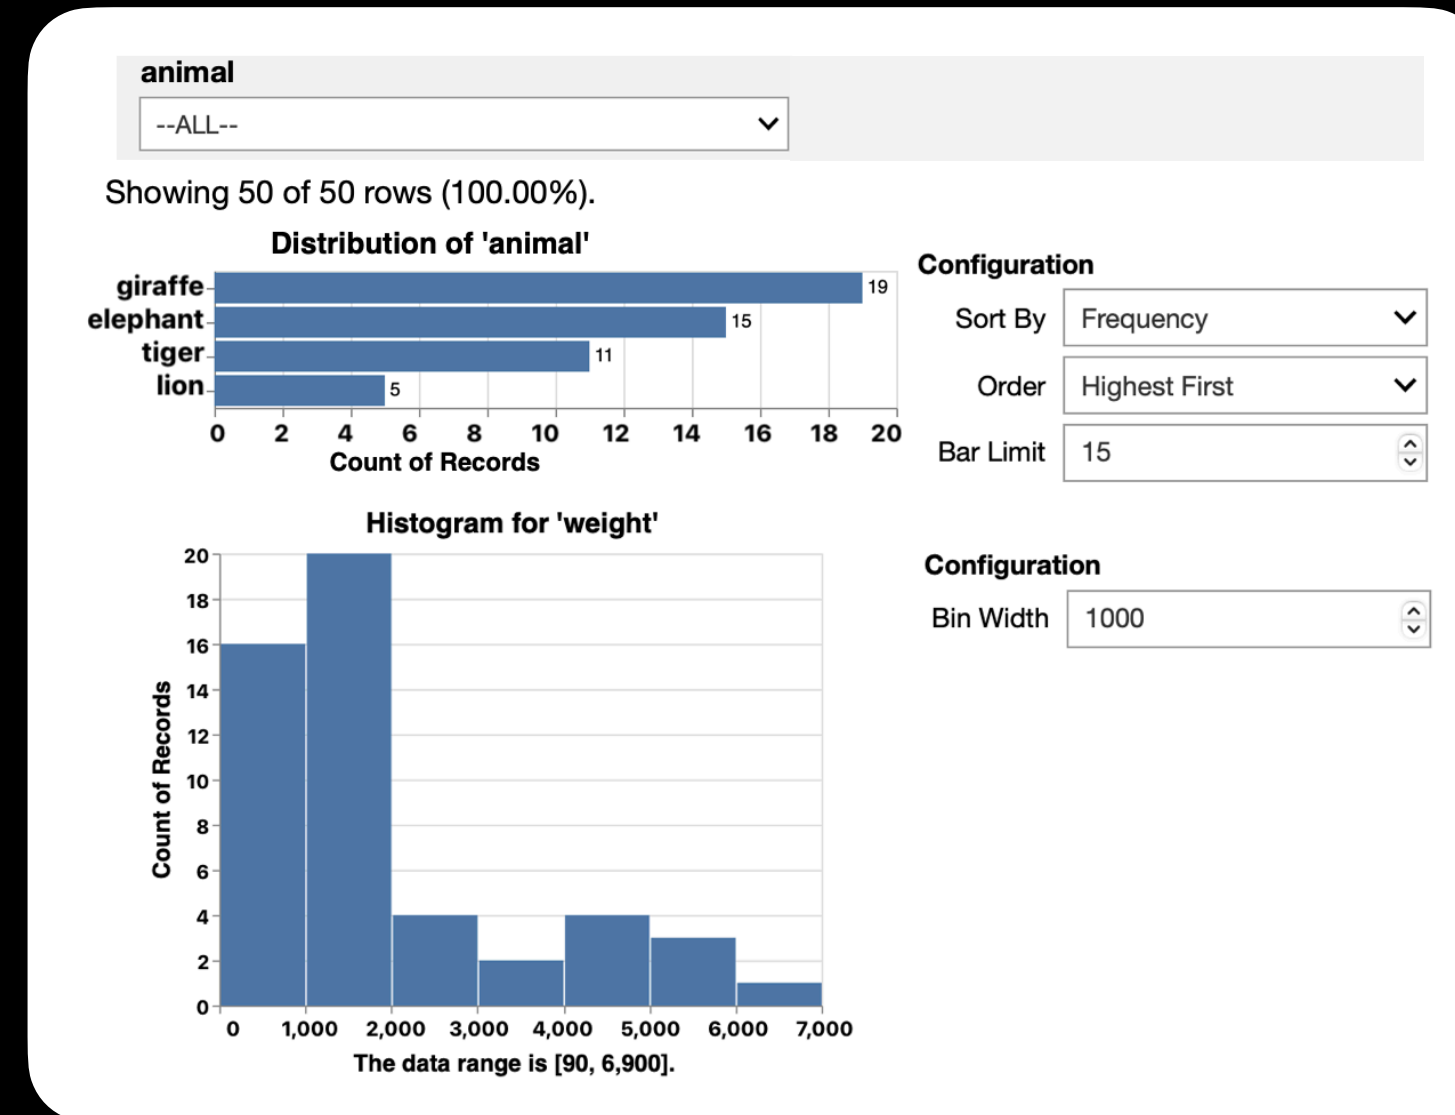 animal
--ALL--
Showing 50 of 50 rows (100.00%).
Distribution of 'animal'
giraffe 19
elephant 15
tiger 11
lion 5
0 2 4 6 8 10 12 14 16 18 20
Count of Records
Configuration
Sort By Frequency
Order Highest First
Bar Limit 15
Histogram for 'weight'
20
18
16
14
12
10
8
6
4
2
0
Count of Records
0 1,000 2,000 3,000 4,000 5,000 6,000 7,000
The data range is [90, 6,900].
Configuration
Bin Width 1000